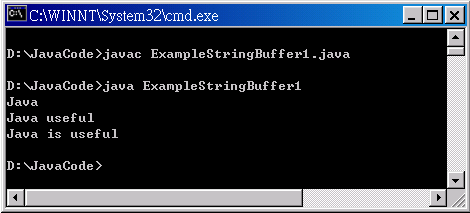 C:\WINNT\System32\cmd.exe
D:\JavaCode>javac ExampleStringBuffer1.java
D:\JavaCode>java ExampleStringBuffer1
Java
Java useful
Java is useful
D:\JavaCode>